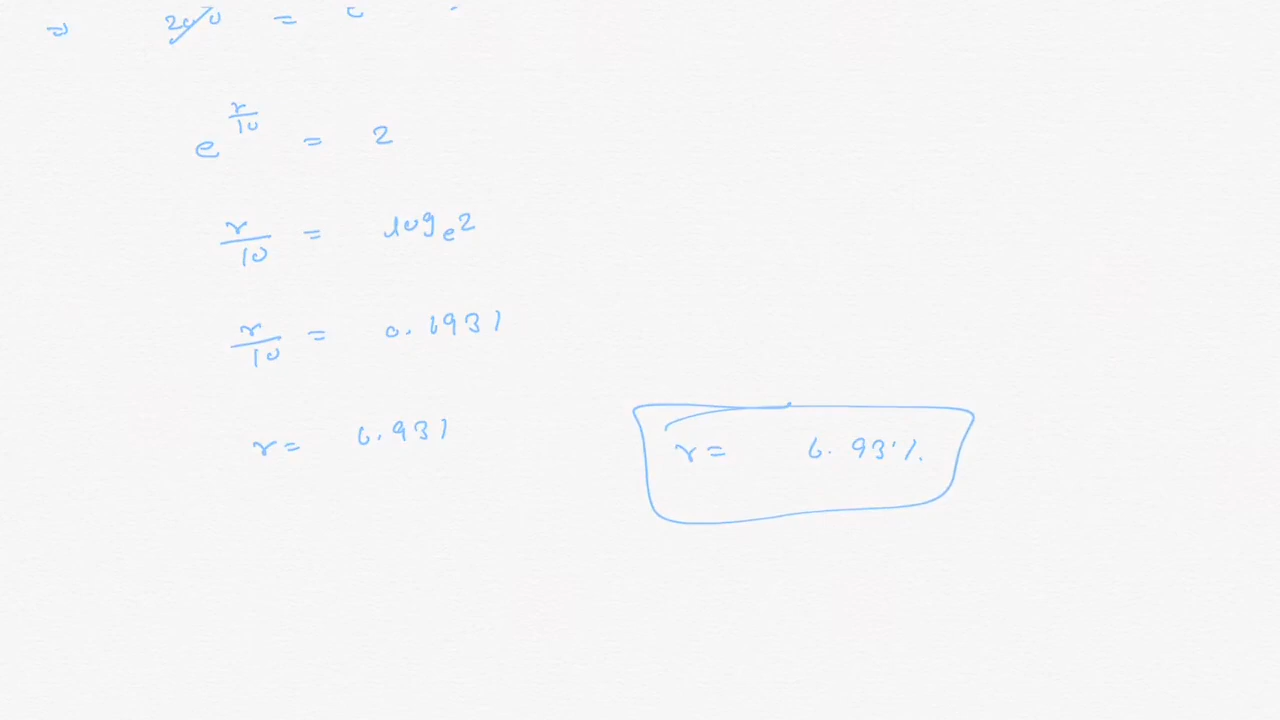 ⇒ =
e^(r/10) = 2
r/10 = log_e 2
r/10 = 0.6931
r = 6.931
r = 6.93%.